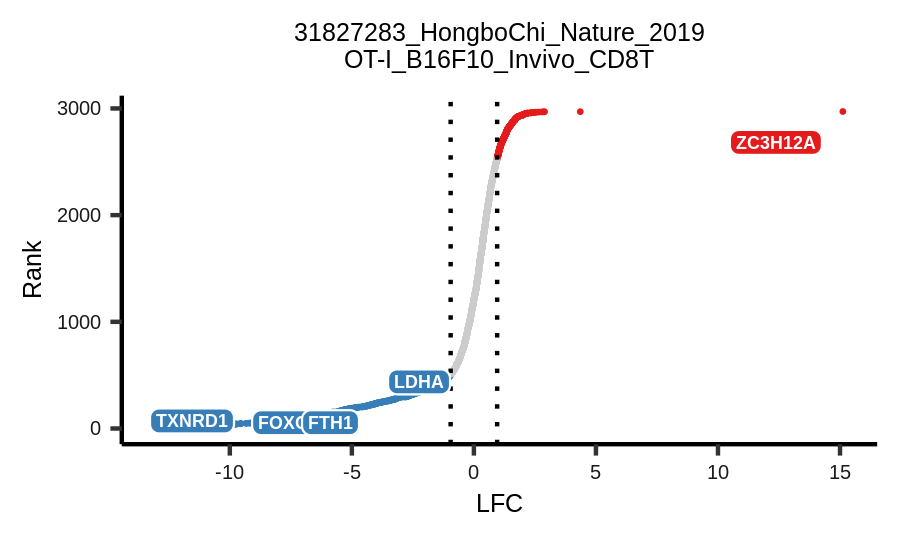 31827283_HongboChi_Nature_2019
OT-I_B16F10_Invivo_CD8T
Rank
3000
2000
1000
0
ZC3H12A
LDHA
TXNRD1
FTH1
-10
-5
0
5
10
15
LFC